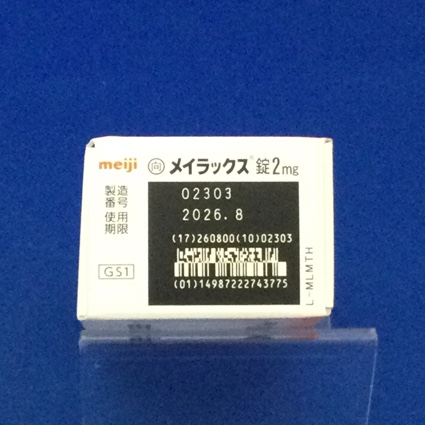 meiji 向 メイラックス®錠2mg
製造番号 02303
使用期限 2026.8
(17)260800(10)02303
(01)14987222743775
GS1
L-MLMTH